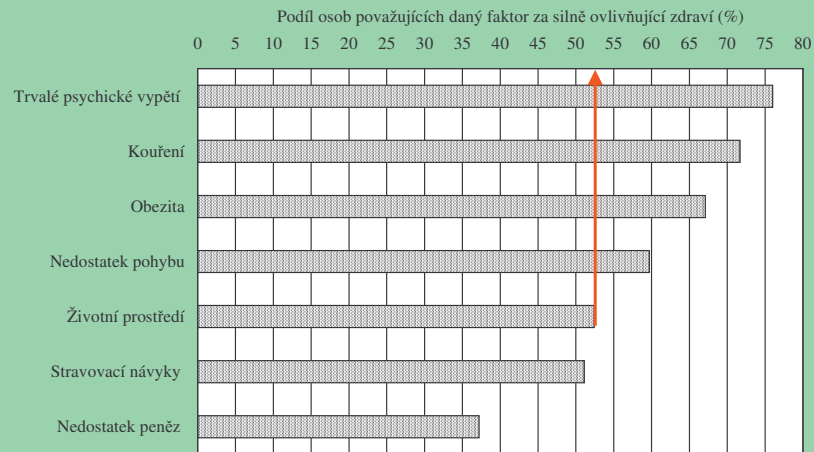 Podíl osob považujících daný faktor za silně ovlivňující zdraví (%)
0 5 10 15 20 25 30 35 40 45 50 55 60 65 70 75 80
Trvalé psychické vypětí
Kouření
Obezita
Nedostatek pohybu
Životní prostředí
Stravovací návyky
Nedostatek peněz